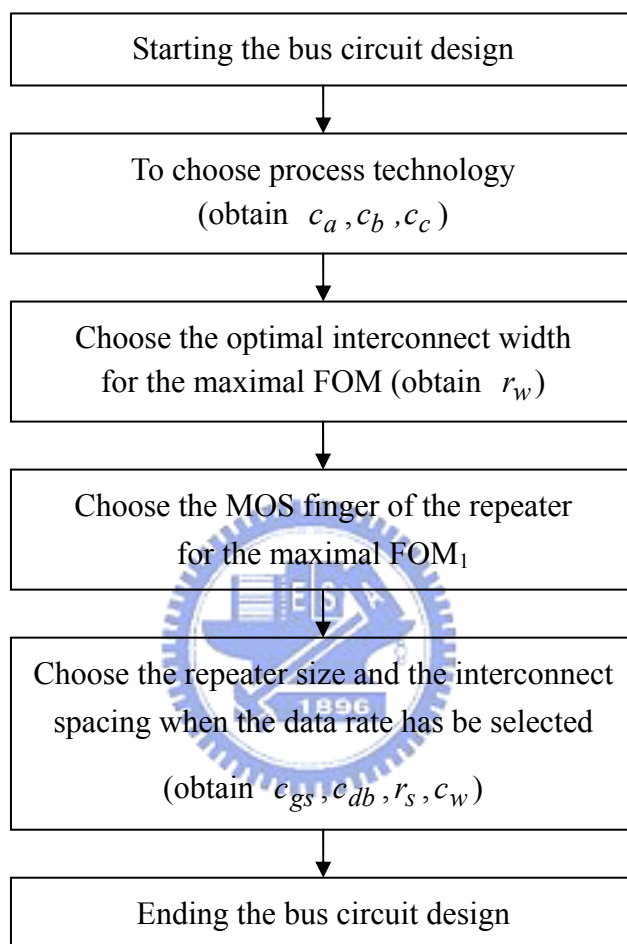 Starting the bus circuit design
To choose process technology
(obtain c_a , c_b , c_c )
Choose the optimal interconnect width
for the maximal FOM (obtain r_w )
Choose the MOS finger of the repeater
for the maximal FOM₁
E S A
Choose the repeater size and the interconnect
spacing when the data rate has be selected
1896
(obtain c_gs , c_db , r_s , c_w )
Ending the bus circuit design